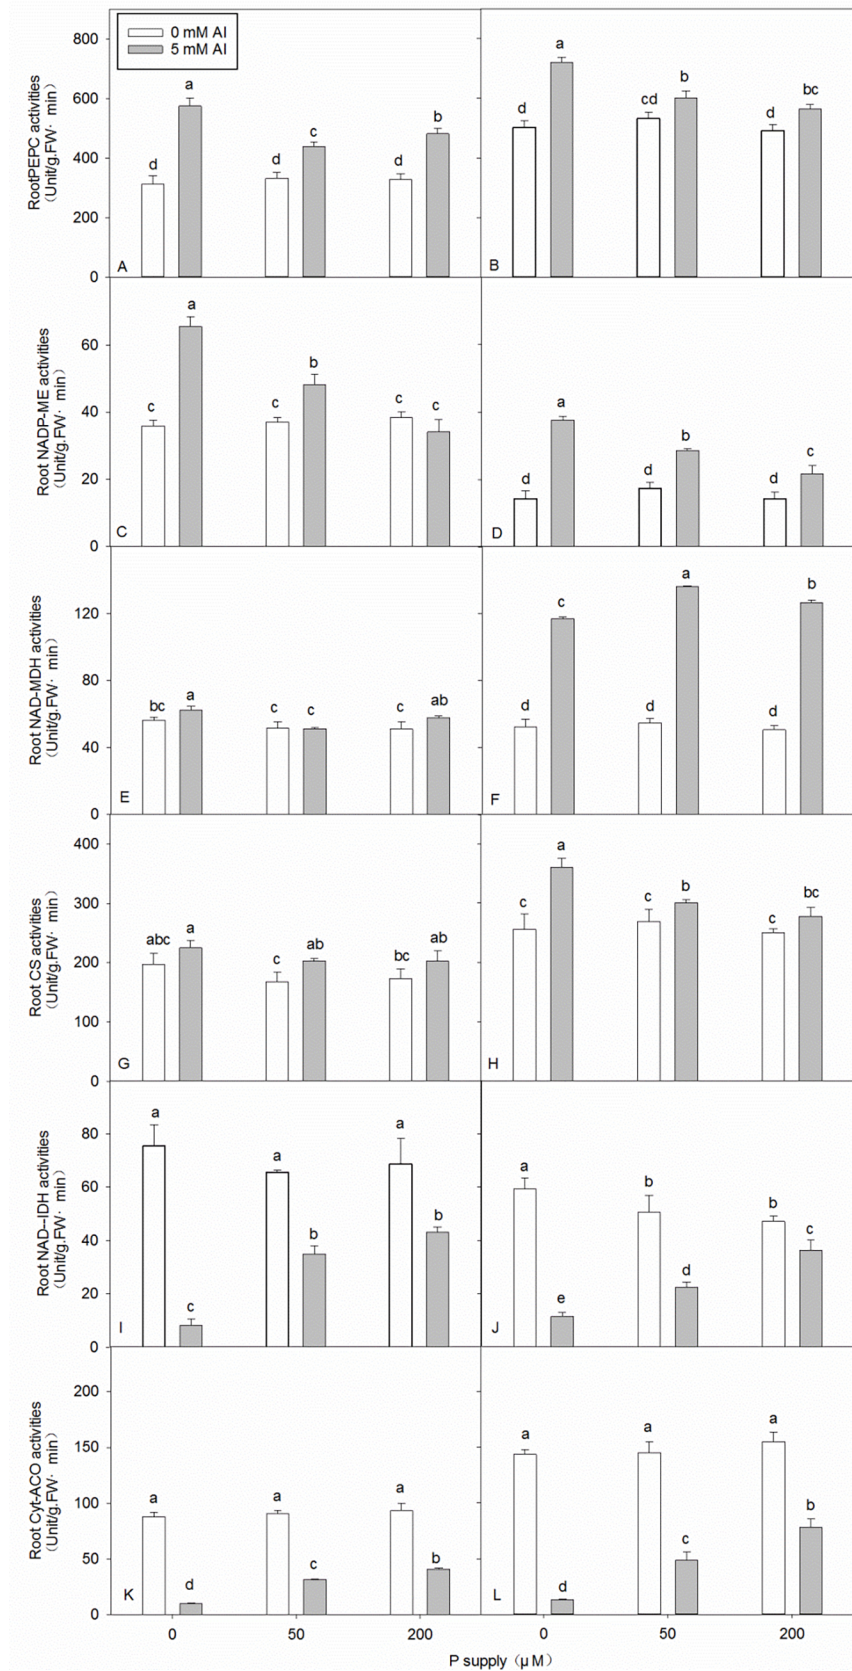 0 mM Al
5 mM Al
RootPEPC activities
(Unit/g.FW· min)
800
600
400
200
0
a
d
d
c
d
b
A
a
d
cd
b
d
bc
B
Root NADP-ME activities
(Unit/g.FW· min)
60
40
20
0
a
c
c
b
c
c
C
a
d
d
b
d
c
D
Root NAD-MDH activities
(Unit/g.FW· min)
120
80
40
0
bc
a
c
c
c
ab
E
d
c
d
a
d
b
F
Root CS activities
(Unit/g.FW· min)
400
300
200
100
0
abc
a
c
ab
bc
ab
G
c
a
c
b
c
bc
H
Root NAD--IDH activities
(Unit/g.FW· min)
80
60
40
20
0
a
c
a
b
a
b
I
a
e
b
d
b
c
J
Root Cyt-ACO activities
(Unit/g.FW· min)
200
150
100
50
0
a
d
a
c
a
b
K
a
d
a
c
a
b
L
0
50
200
0
50
200
P supply (μM)